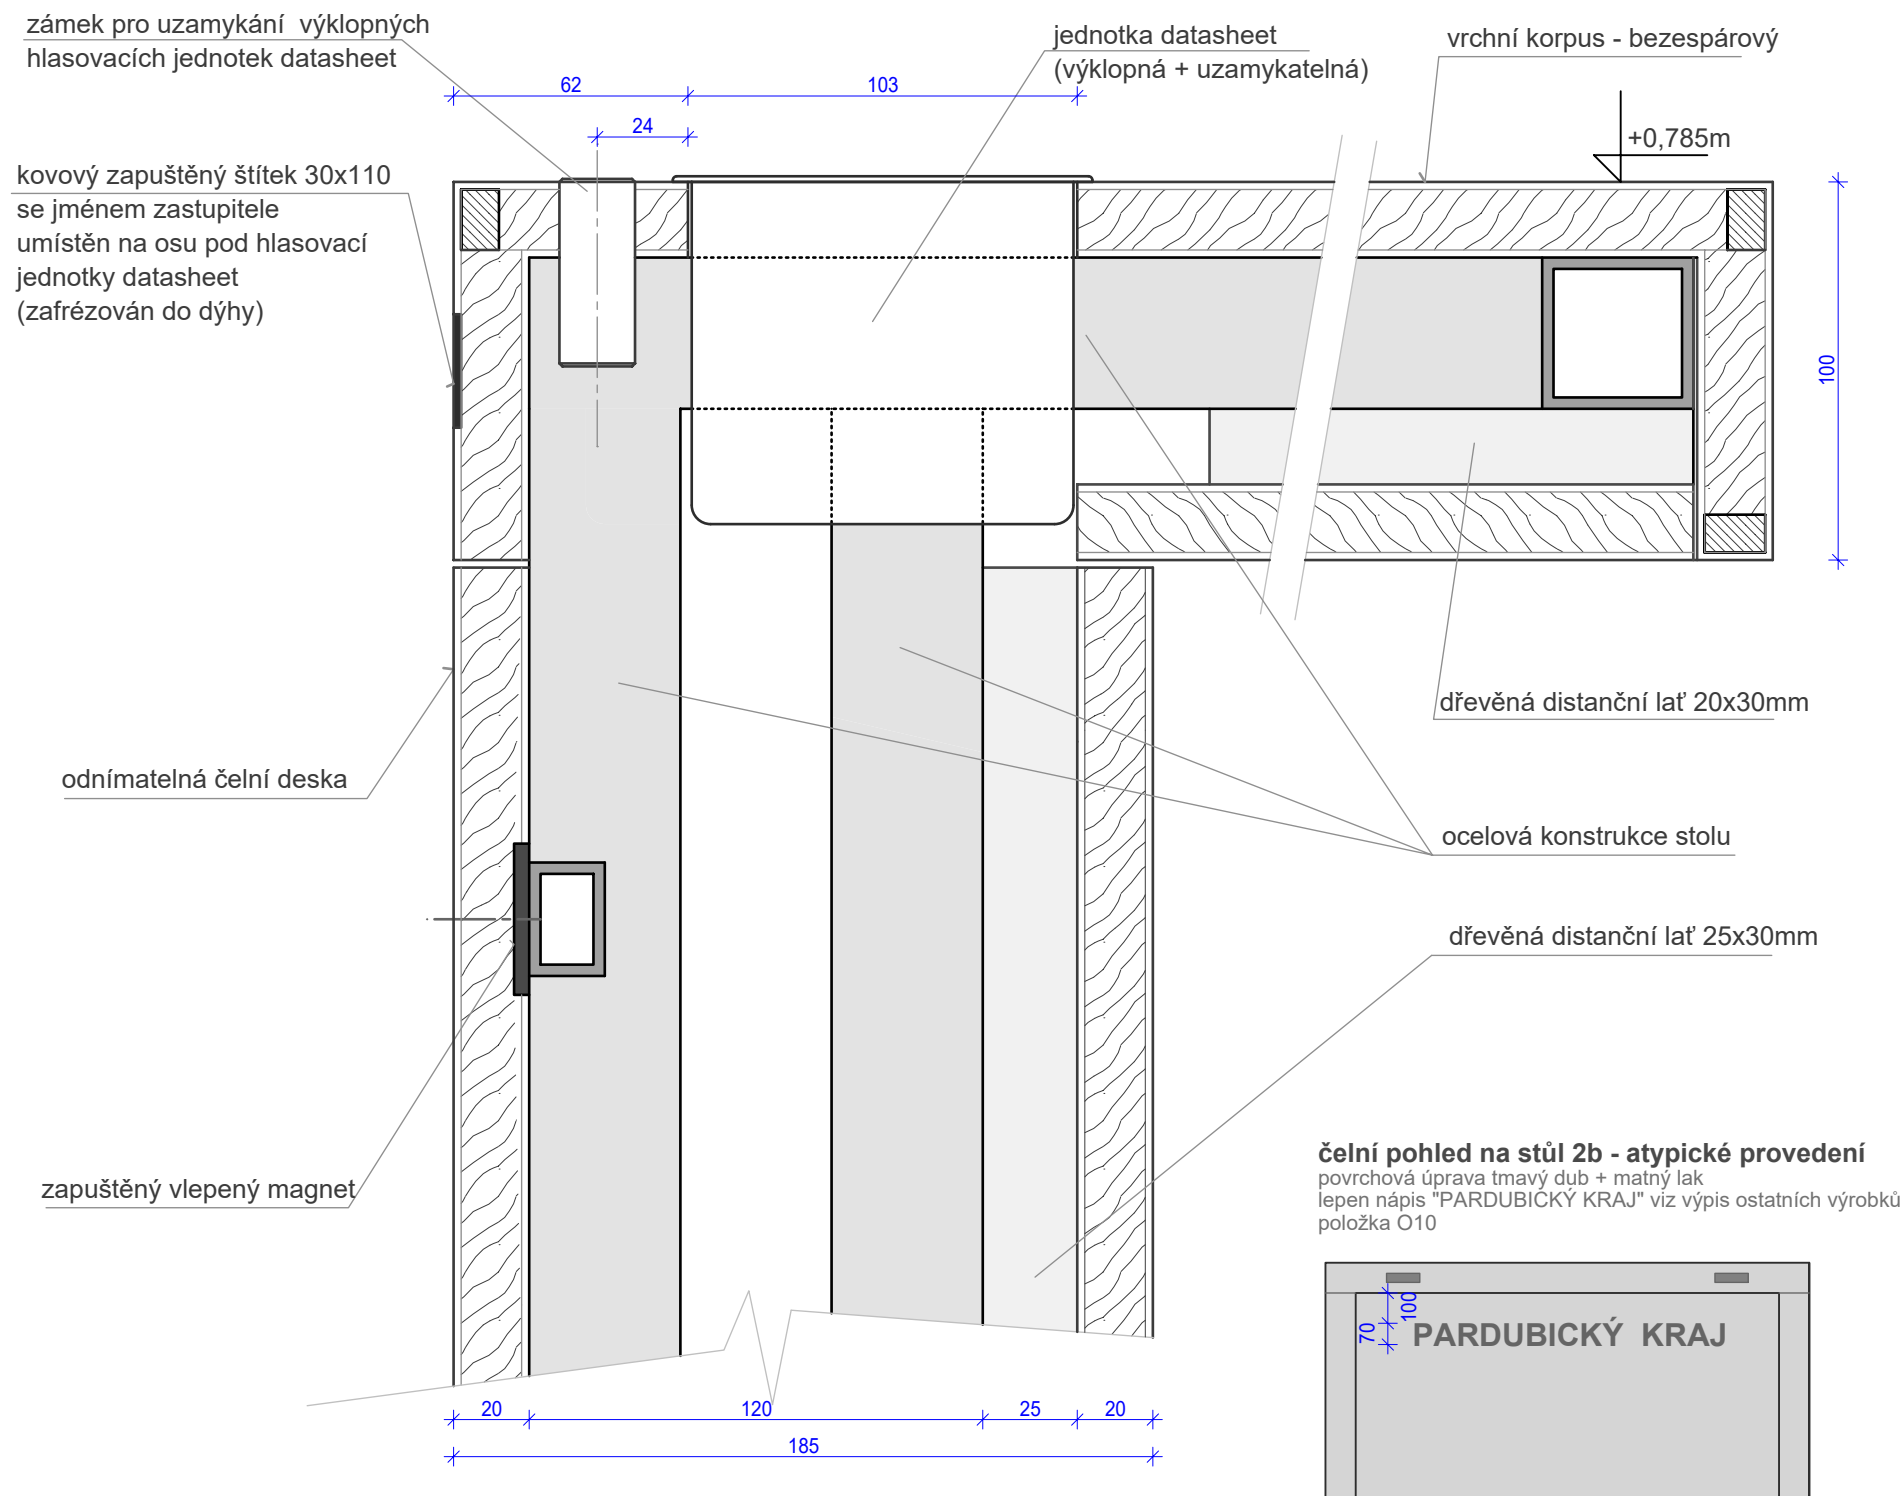 zámek pro uzamykání  výklopných
hlasovacích jednotek datasheet
jednotka datasheet
(výklopná + uzamykatelná)
vrchní korpus - bezespárový
62
103
24
+0,785m
kovový zapuštěný štítek 30x110
se jménem zastupitele
umístěn na osu pod hlasovací
jednotky datasheet
(zafrézován do dýhy)
100
dřevěná distanční lať 20x30mm
odnímatelná čelní deska
ocelová konstrukce stolu
dřevěná distanční lať 25x30mm
zapuštěný vlepený magnet
čelní pohled na stůl 2b - atypické provedení
povrchová úprava tmavý dub + matný lak
lepen nápis "PARDUBICKÝ KRAJ" viz výpis ostatních výrobků
položka O10
100
70
PARDUBICKÝ  KRAJ
20
120
25
20
185